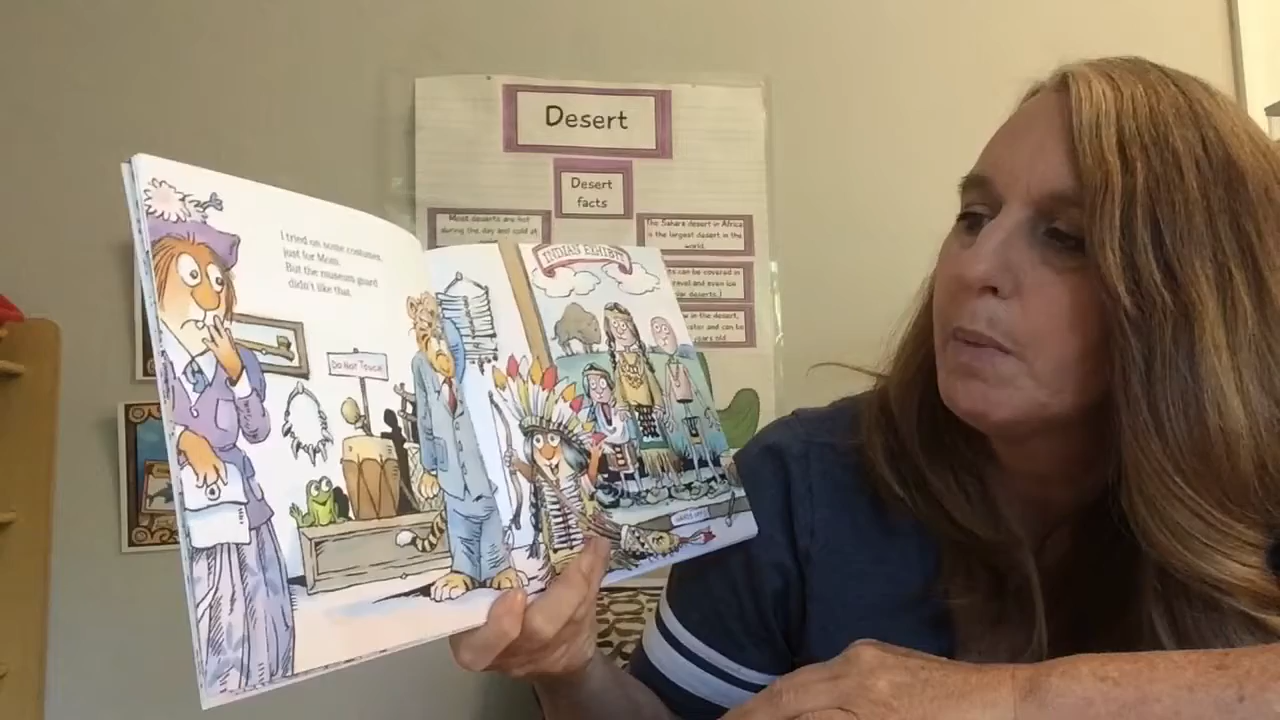 Desert
Desert
facts
Most deserts are hot
during the day and cold at
The Sahara desert in Africa
is the largest desert in the
world.
can be covered in
and even ice
deserts.)
in the desert,
and can be
years old
I tried on some costumes,
just for Mom.
But the museum guard
didn't like that.
Do Not Touch
INDIAN EXHIBIT